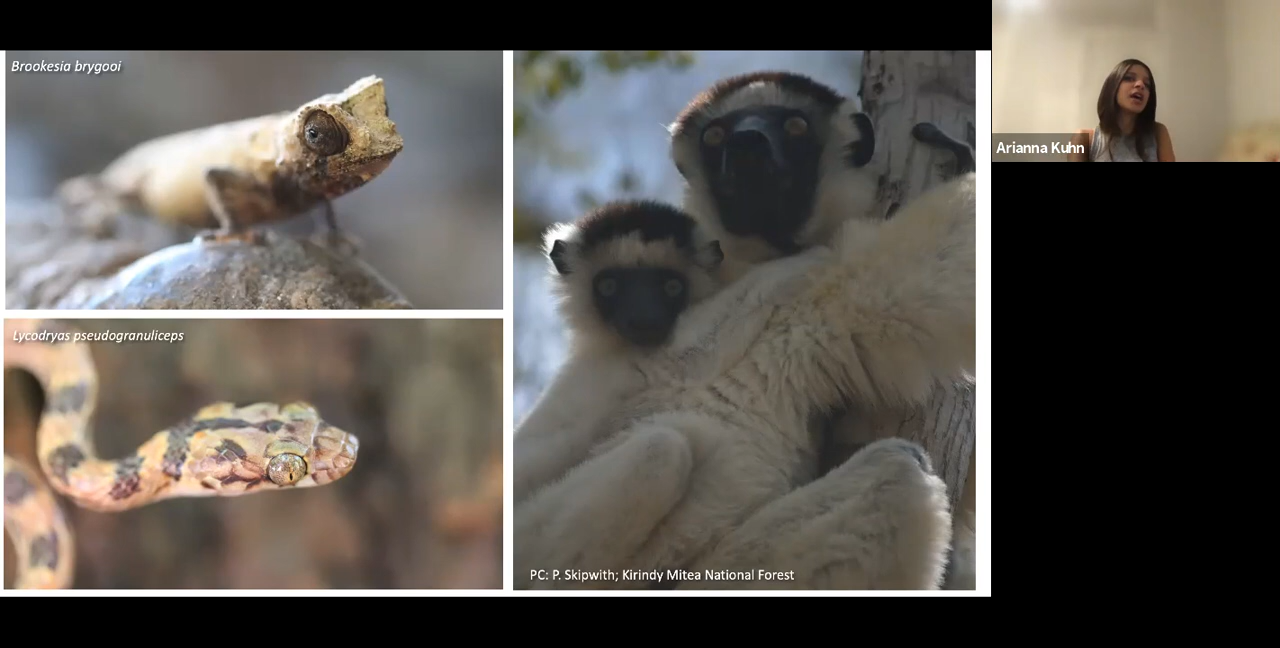 Brookesia brygooi
Arianna Kuhn
Lycodryas pseudogranuliceps
PC: P. Skipwith; Kirindy Mitea National Forest